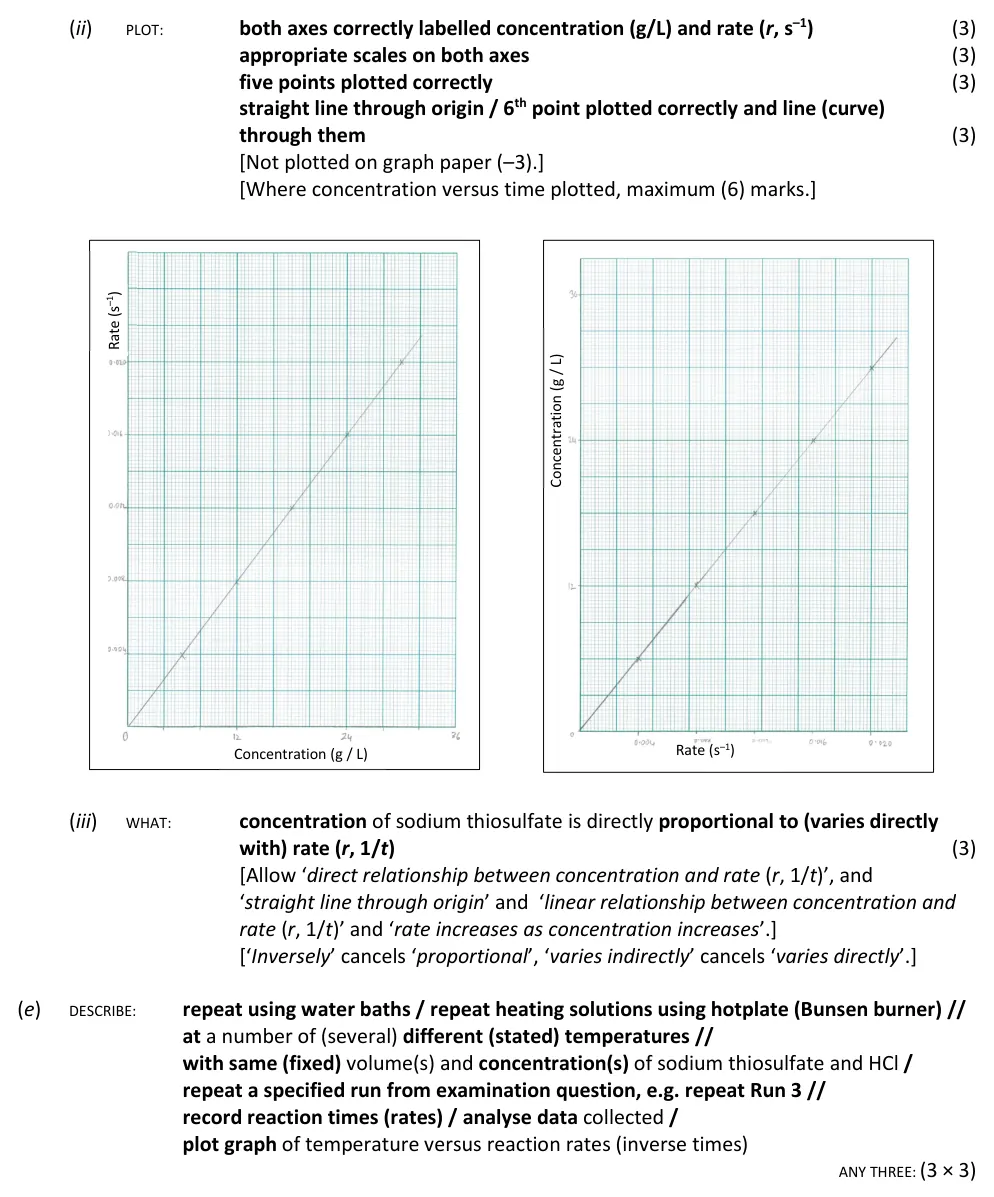 (ii) PLOT: both axes correctly labelled concentration (g/L) and rate (r, s⁻¹) (3)
appropriate scales on both axes (3)
five points plotted correctly (3)
straight line through origin / 6ᵗʰ point plotted correctly and line (curve)
through them (3)
[Not plotted on graph paper (–3).]
[Where concentration versus time plotted, maximum (6) marks.]
Rate (s⁻¹)
0 12 24 36
Concentration (g / L)
Concentration (g / L)
12
0
0.004 0.016 0.020
Rate (s⁻¹)
(iii) WHAT: concentration of sodium thiosulfate is directly proportional to (varies directly
with) rate (r, 1/t) (3)
[Allow ‘direct relationship between concentration and rate (r, 1/t)’, and
‘straight line through origin’ and ‘linear relationship between concentration and
rate (r, 1/t)’ and ‘rate increases as concentration increases’.]
[‘Inversely’ cancels ‘proportional’, ‘varies indirectly’ cancels ‘varies directly’.]
(e) DESCRIBE: repeat using water baths / repeat heating solutions using hotplate (Bunsen burner) //
at a number of (several) different (stated) temperatures //
with same (fixed) volume(s) and concentration(s) of sodium thiosulfate and HCl /
repeat a specified run from examination question, e.g. repeat Run 3 //
record reaction times (rates) / analyse data collected /
plot graph of temperature versus reaction rates (inverse times)
ANY THREE: (3 × 3)